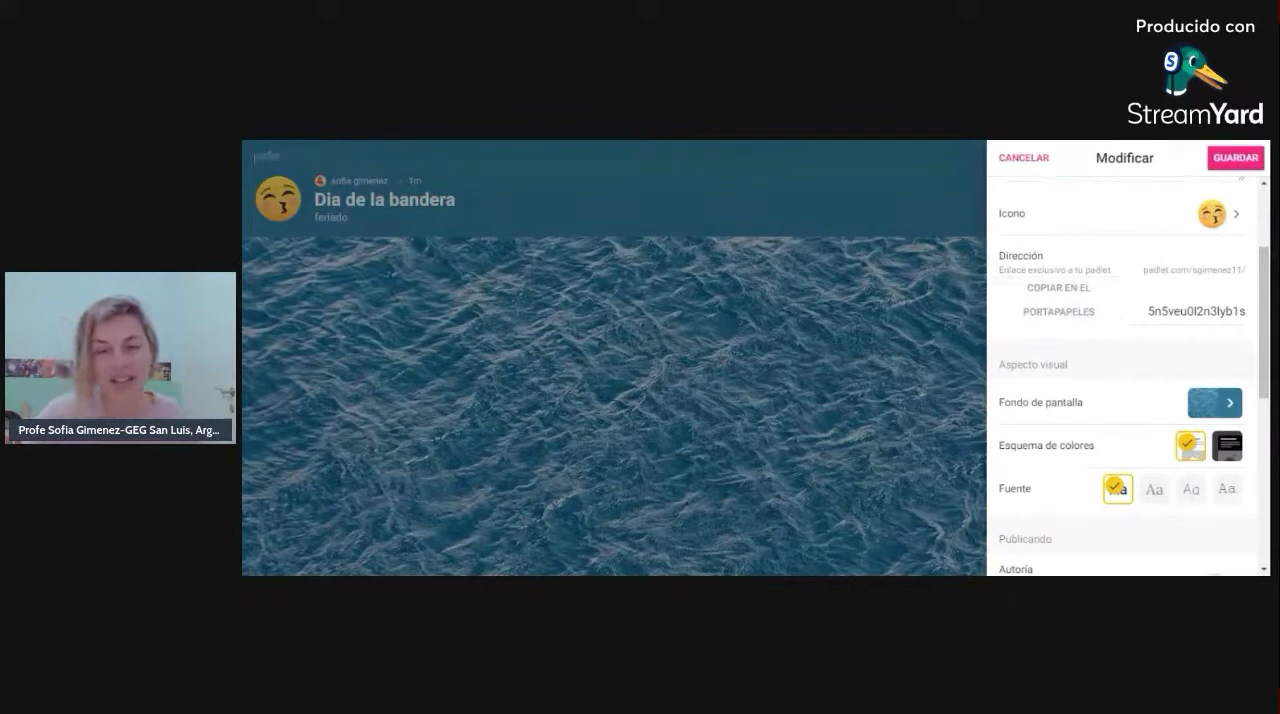 Producido con
StreamYard
padlet
sofia gimenez · 1m
Dia de la bandera
feriado
CANCELAR
Modificar
GUARDAR
Icono
Dirección
Enlace exclusivo a tu padlet
padlet.com/sgimenez11/
COPIAR EN EL
PORTAPAPELES
5n5veu0l2n3lyb1s
Aspecto visual
Fondo de pantalla
Esquema de colores
Fuente
Aa
Aa
Aa
Publicando
Autoría
Profe Sofia Gimenez-GEG San Luis, Arg...